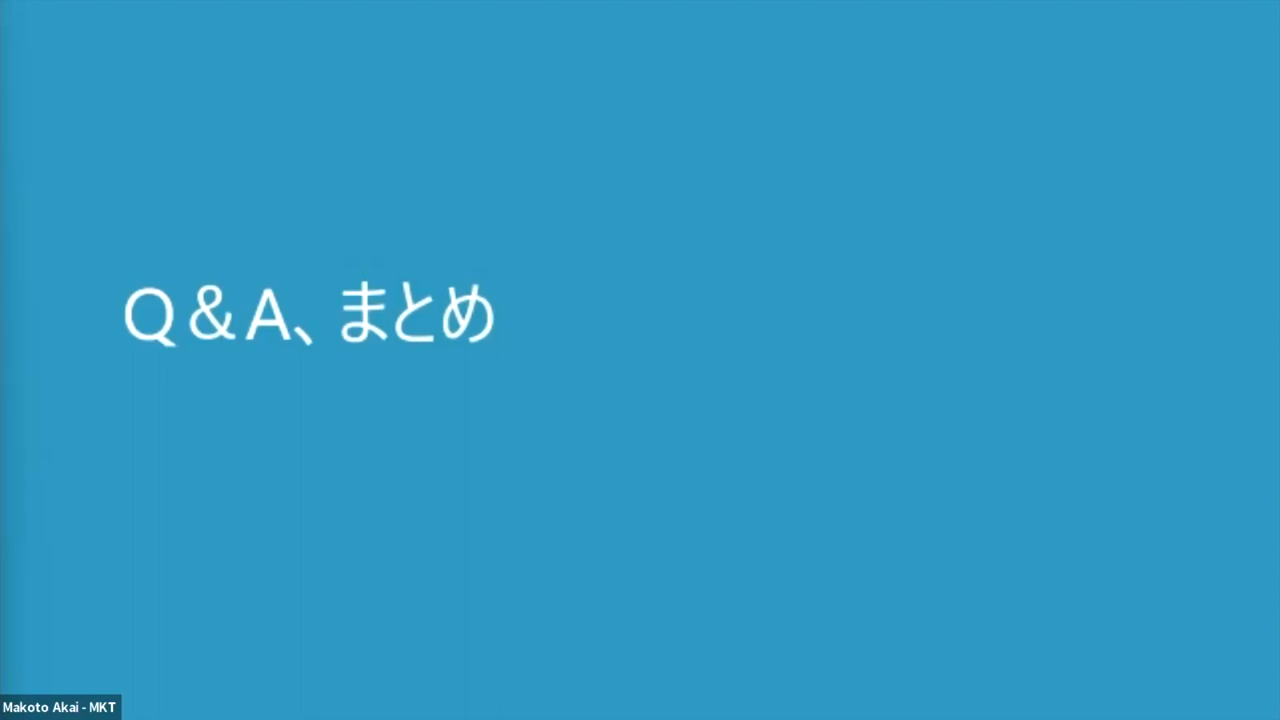 Q&A、まとめ
Makoto Akai - MKT